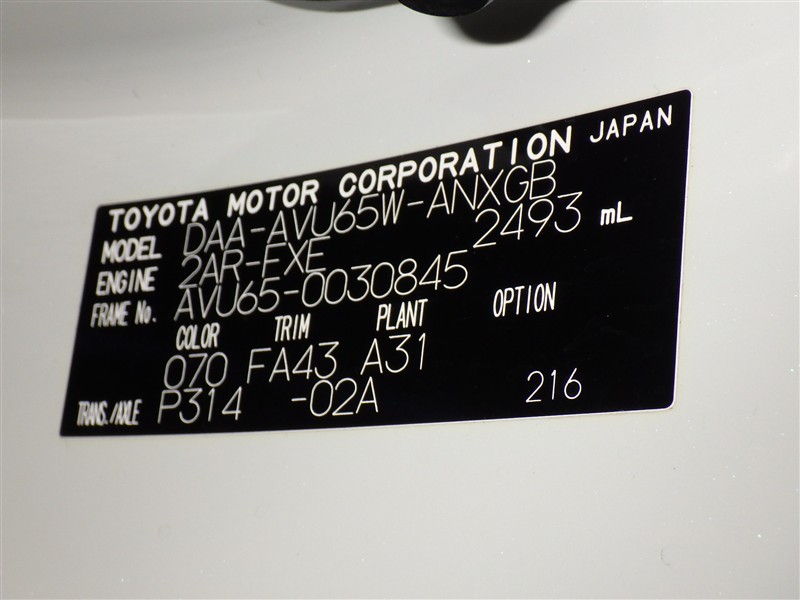 TOYOTA MOTOR CORPORATION JAPAN
MODEL DAA-AVU65W-ANXGB
ENGINE 2AR-FXE 2493 mL
FRAME No. AVU65-0030845
COLOR TRIM PLANT OPTION
070 FA43 A31
TRANS./AXLE P314 -02A 216